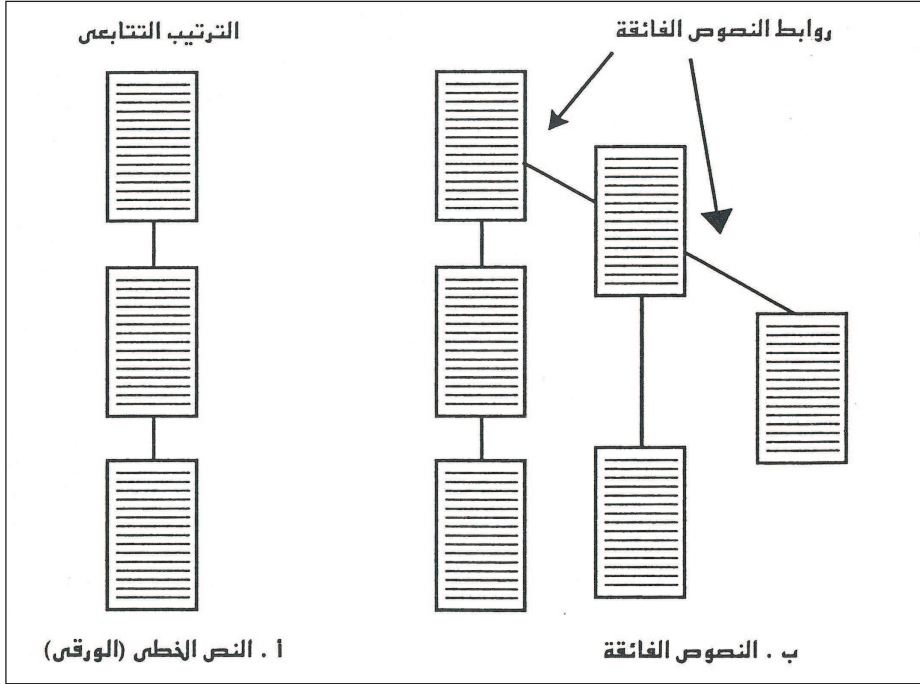 روابط النصوص الفائقة
الترتيب التتابعى
ب . النصوص الفائقة
أ . النص الخطى (الورقى)